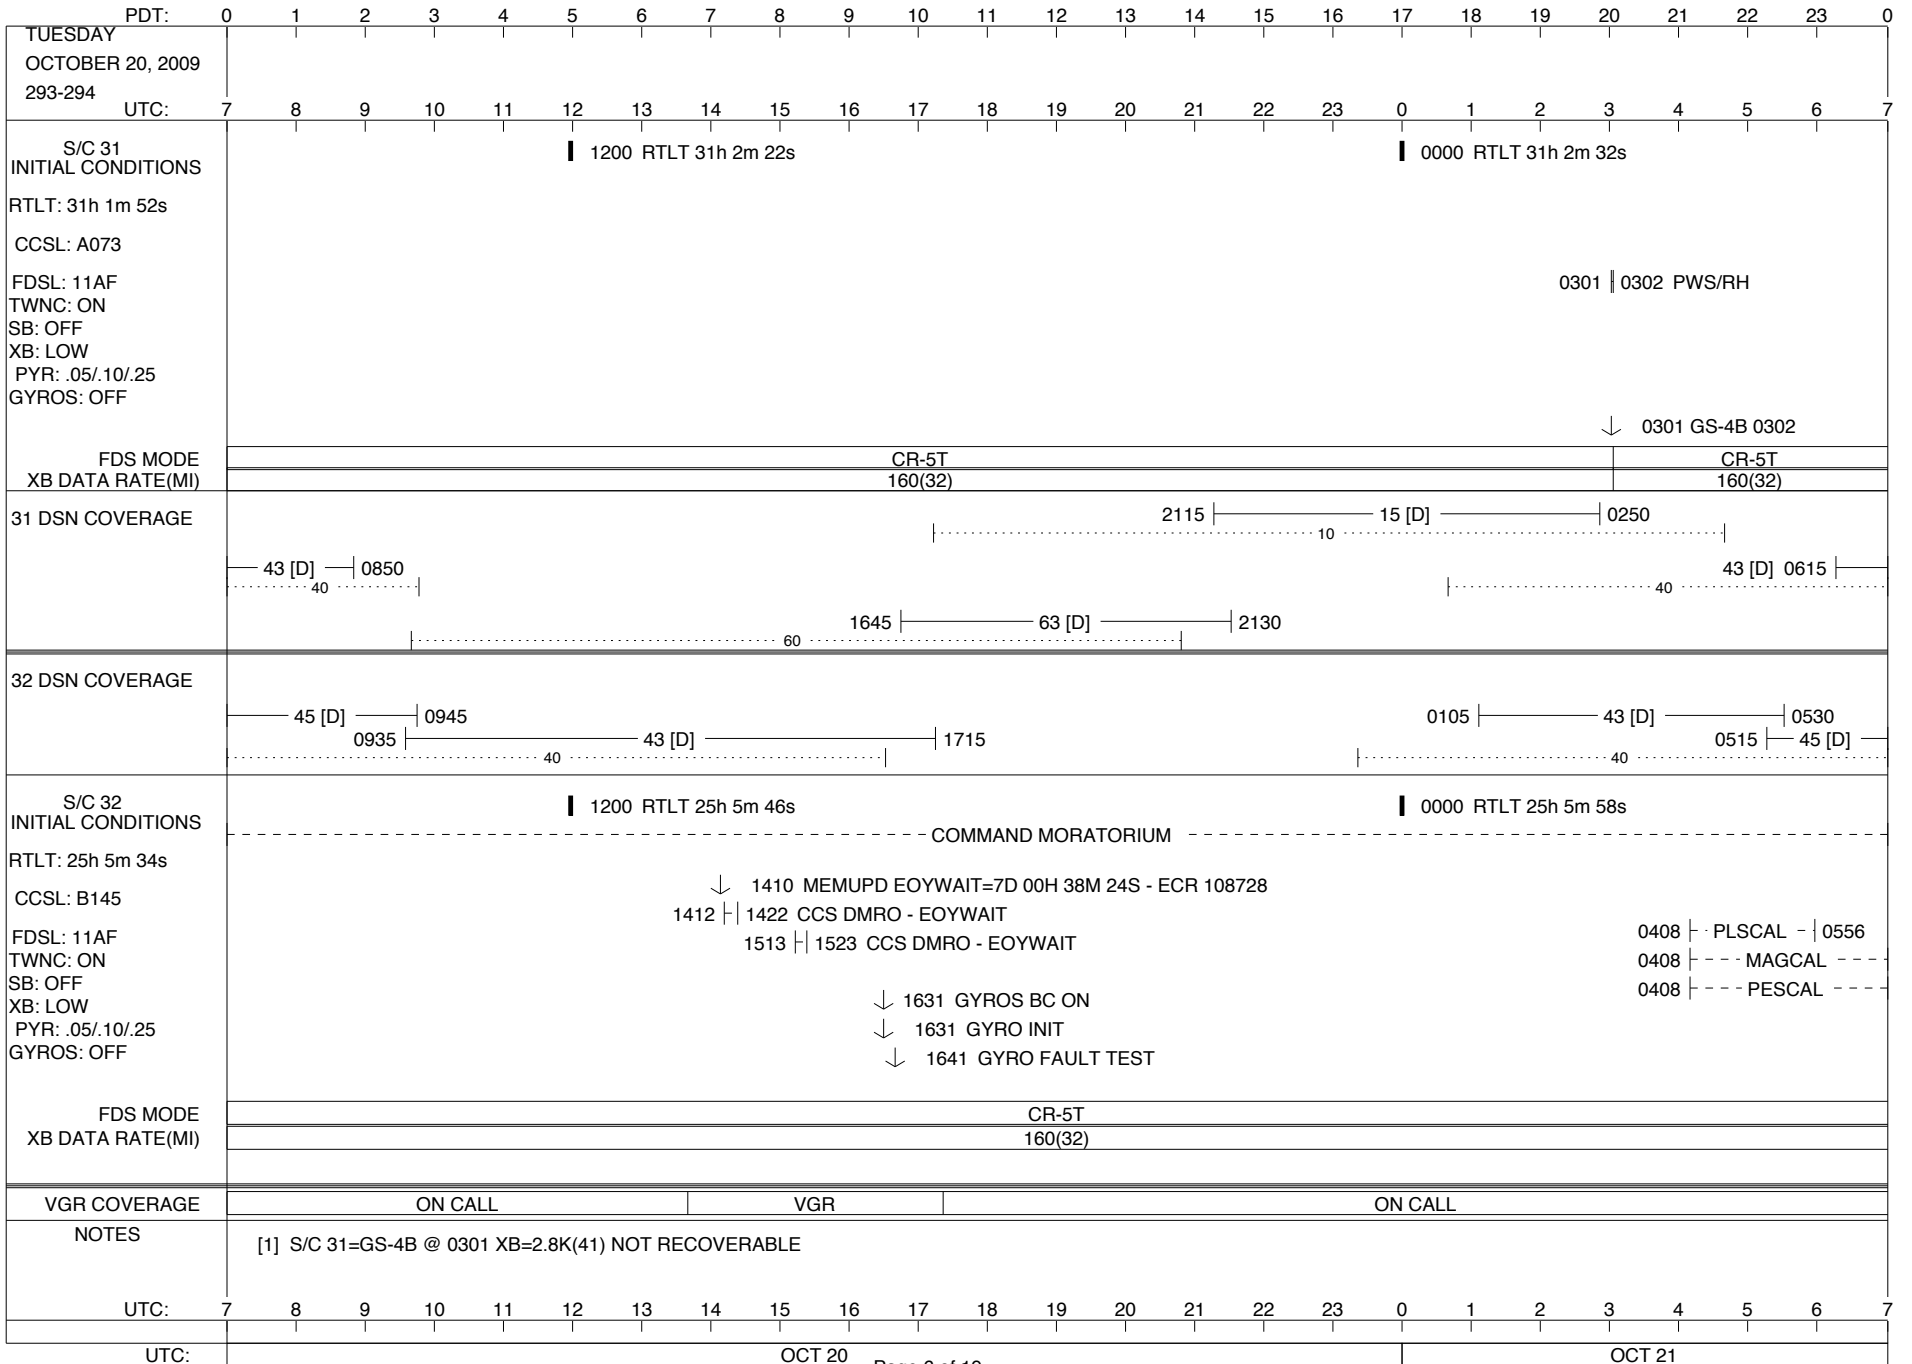 PDT: 0 1 2 3 4 5 6 7 8 9 10 11 12 13 14 15 16 17 18 19 20 21 22 23 0
TUESDAY
OCTOBER 20, 2009
293-294
UTC: 7 8 9 10 11 12 13 14 15 16 17 18 19 20 21 22 23 0 1 2 3 4 5 6 7
S/C 31
INITIAL CONDITIONS
1200 RTLT 31h 2m 22s
0000 RTLT 31h 2m 32s
RTLT: 31h 1m 52s
CCSL: A073
FDSL: 11AF
0301 0302 PWS/RH
TWNC: ON
SB: OFF
XB: LOW
PYR: .05/.10/.25
GYROS: OFF
0301 GS-4B 0302
FDS MODE CR-5T CR-5T
XB DATA RATE(MI) 160(32) 160(32)
31 DSN COVERAGE
2115 15 [D] 0250
10
43 [D] 0850
43 [D] 0615
40 40
1645 63 [D] 2130
60
32 DSN COVERAGE
45 [D] 0945
0105 43 [D] 0530
0935 43 [D] 1715
0515 45 [D]
40 40
S/C 32
INITIAL CONDITIONS
1200 RTLT 25h 5m 46s
0000 RTLT 25h 5m 58s
COMMAND MORATORIUM
RTLT: 25h 5m 34s
1410 MEMUPD EOYWAIT=7D 00H 38M 24S - ECR 108728
CCSL: B145
1412 1422 CCS DMRO - EOYWAIT
0408 PLSCAL 0556
FDSL: 11AF
1513 1523 CCS DMRO - EOYWAIT
TWNC: ON
0408 MAGCAL
SB: OFF
0408 PESCAL
XB: LOW
1631 GYROS BC ON
PYR: .05/.10/.25
1631 GYRO INIT
GYROS: OFF
1641 GYRO FAULT TEST
FDS MODE CR-5T
XB DATA RATE(MI) 160(32)
VGR COVERAGE ON CALL VGR ON CALL
NOTES
[1] S/C 31=GS-4B @ 0301 XB=2.8K(41) NOT RECOVERABLE
UTC: 7 8 9 10 11 12 13 14 15 16 17 18 19 20 21 22 23 0 1 2 3 4 5 6 7
UTC: OCT 20 OCT 21